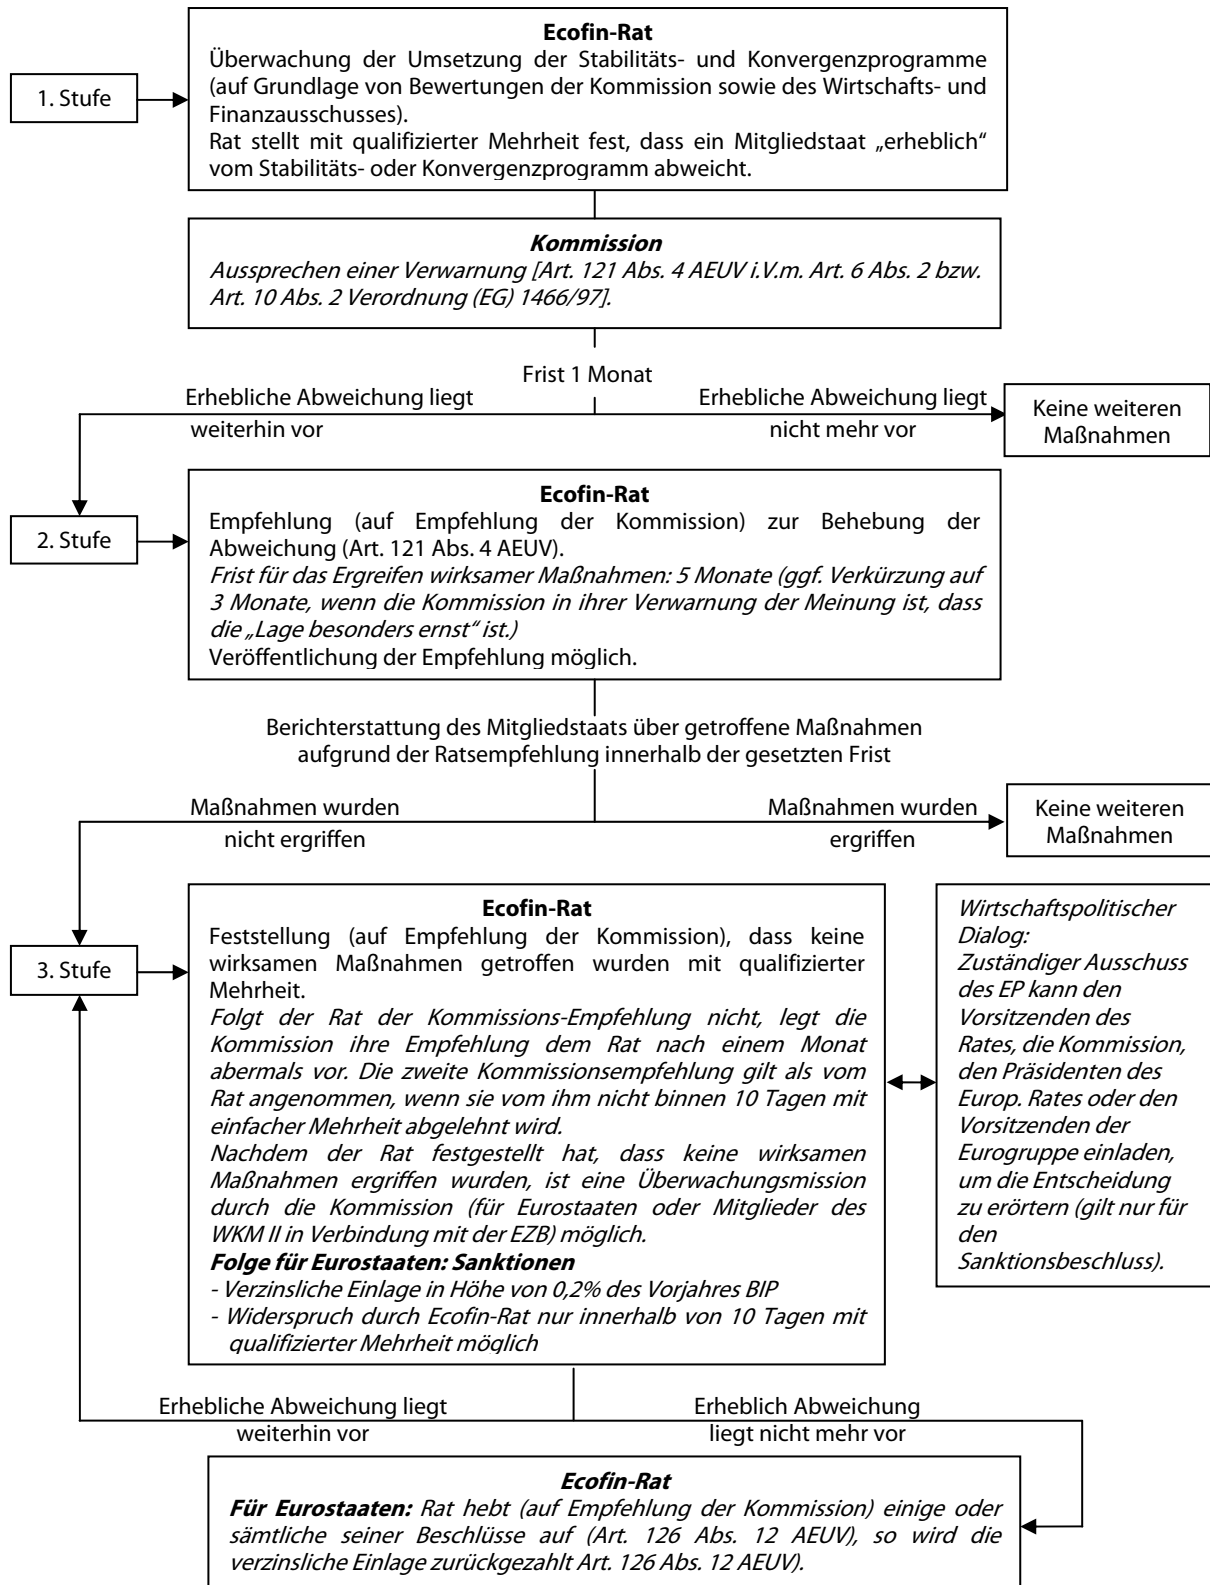 Ecofin-Rat
Überwachung der Umsetzung der Stabilitäts- und Konvergenzprogramme
(auf Grundlage von Bewertungen der Kommission sowie des Wirtschafts- und
Finanzausschusses).
Rat stellt mit qualifizierter Mehrheit fest, dass ein Mitgliedstaat „erheblich“
vom Stabilitäts- oder Konvergenzprogramm abweicht.
1. Stufe
Kommission
Aussprechen einer Verwarnung [Art. 121 Abs. 4 AEUV i.V.m. Art. 6 Abs. 2 bzw.
Art. 10 Abs. 2 Verordnung (EG) 1466/97].
Frist 1 Monat
Erhebliche Abweichung liegt
weiterhin vor
Erhebliche Abweichung liegt
nicht mehr vor
Keine weiteren
Maßnahmen
2. Stufe
Ecofin-Rat
Empfehlung (auf Empfehlung der Kommission) zur Behebung der
Abweichung (Art. 121 Abs. 4 AEUV).
Frist für das Ergreifen wirksamer Maßnahmen: 5 Monate (ggf. Verkürzung auf
3 Monate, wenn die Kommission in ihrer Verwarnung der Meinung ist, dass
die „Lage besonders ernst“ ist.)
Veröffentlichung der Empfehlung möglich.
Berichterstattung des Mitgliedstaats über getroffene Maßnahmen
aufgrund der Ratsempfehlung innerhalb der gesetzten Frist
Maßnahmen wurden
nicht ergriffen
Maßnahmen wurden
ergriffen
Keine weiteren
Maßnahmen
3. Stufe
Ecofin-Rat
Feststellung (auf Empfehlung der Kommission), dass keine
wirksamen Maßnahmen getroffen wurden mit qualifizierter
Mehrheit.
Folgt der Rat der Kommissions-Empfehlung nicht, legt die
Kommission ihre Empfehlung dem Rat nach einem Monat
abermals vor. Die zweite Kommissionsempfehlung gilt als vom
Rat angenommen, wenn sie vom ihm nicht binnen 10 Tagen mit
einfacher Mehrheit abgelehnt wird.
Nachdem der Rat festgestellt hat, dass keine wirksamen
Maßnahmen ergriffen wurden, ist eine Überwachungsmission
durch die Kommission (für Eurostaaten oder Mitglieder des
WKM II in Verbindung mit der EZB) möglich.
Folge für Eurostaaten: Sanktionen
- Verzinsliche Einlage in Höhe von 0,2% des Vorjahres BIP
- Widerspruch durch Ecofin-Rat nur innerhalb von 10 Tagen mit
qualifizierter Mehrheit möglich
Wirtschaftspolitischer
Dialog:
Zuständiger Ausschuss
des EP kann den
Vorsitzenden des
Rates, die Kommission,
den Präsidenten des
Europ. Rates oder den
Vorsitzenden der
Eurogruppe einladen,
um die Entscheidung
zu erörtern (gilt nur für
den
Sanktionsbeschluss).
Erhebliche Abweichung liegt
weiterhin vor
Erheblich Abweichung
liegt nicht mehr vor
Ecofin-Rat
Für Eurostaaten: Rat hebt (auf Empfehlung der Kommission) einige oder
sämtliche seiner Beschlüsse auf (Art. 126 Abs. 12 AEUV), so wird die
verzinsliche Einlage zurückgezahlt Art. 126 Abs. 12 AEUV).